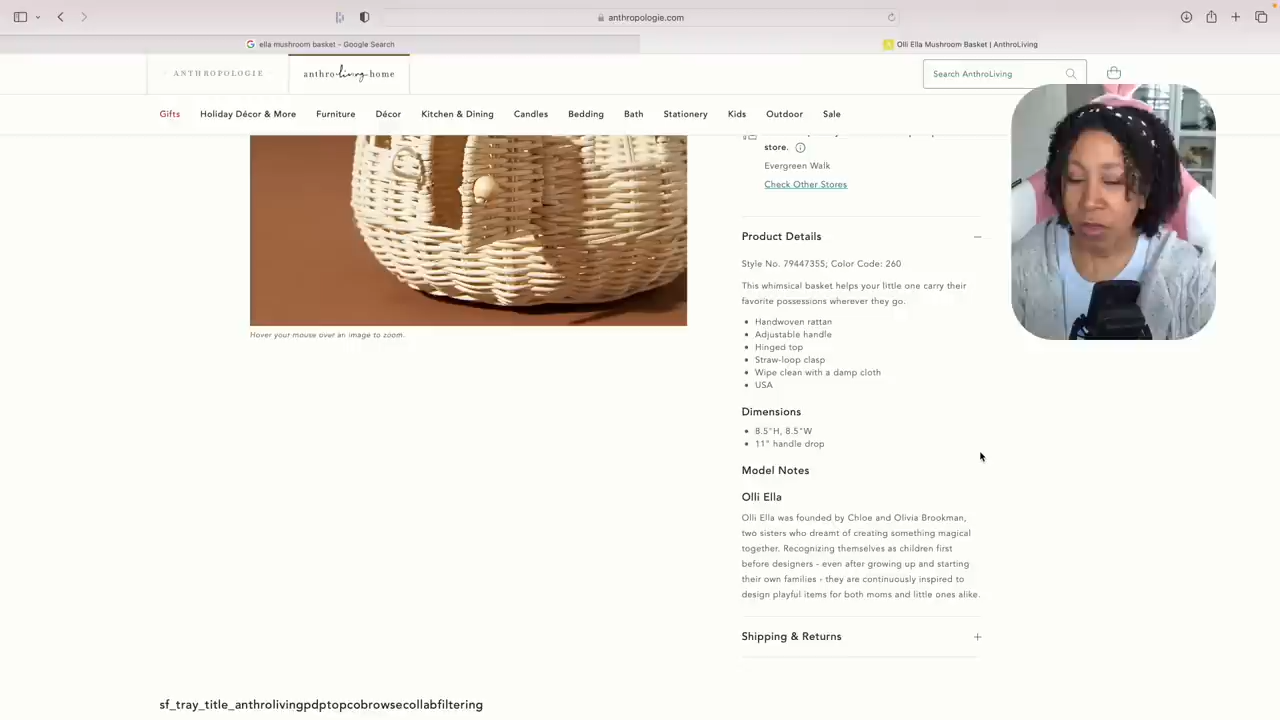 anthropologie.com
ella mushroom basket - Google Search
Olli Ella Mushroom Basket | AnthroLiving
ANTHROPOLOGIE
anthro living home
Search AnthroLiving
Gifts
Holiday Décor & More
Furniture
Décor
Kitchen & Dining
Candles
Bedding
Bath
Stationery
Kids
Outdoor
Sale
store.
Evergreen Walk
Check Other Stores
Product Details
Style No. 79447355; Color Code: 260
This whimsical basket helps your little one carry their
favorite possessions wherever they go.
Handwoven rattan
Adjustable handle
Hinged top
Straw-loop clasp
Wipe clean with a damp cloth
USA
Dimensions
8.5"H, 8.5"W
11" handle drop
Model Notes
Olli Ella
Olli Ella was founded by Chloe and Olivia Brookman,
two sisters who dreamt of creating something magical
together. Recognizing themselves as children first
before designers - even after growing up and starting
their own families - they are continuously inspired to
design playful items for both moms and little ones alike.
Shipping & Returns
Hover your mouse over an image to zoom.
sf_tray_title_anthrolivingpdptopcobrowsecollabfiltering